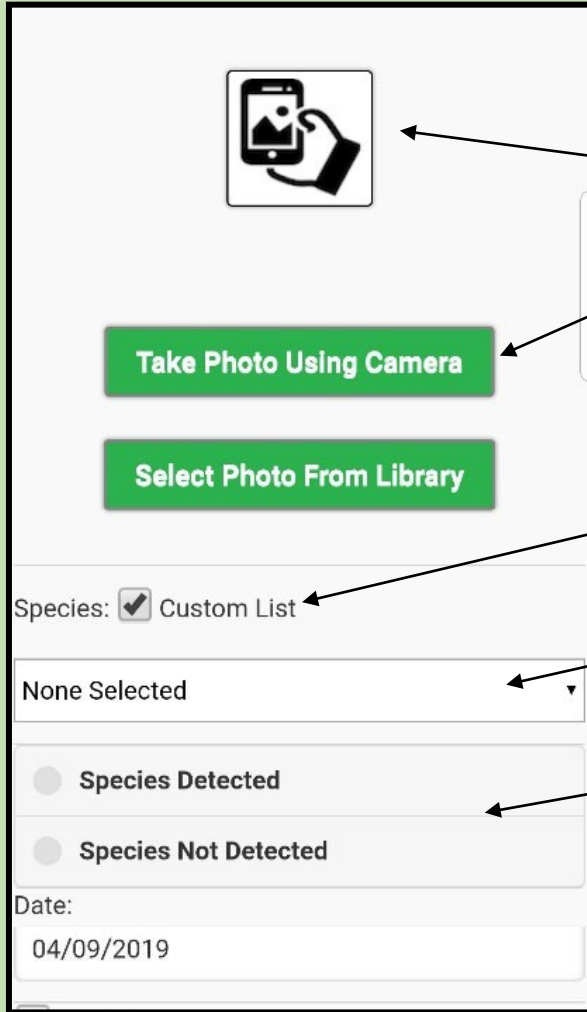 Take Photo Using Camera
Select Photo From Library
Species: Custom List
None Selected
Species Detected
Species Not Detected
Date:
04/09/2019